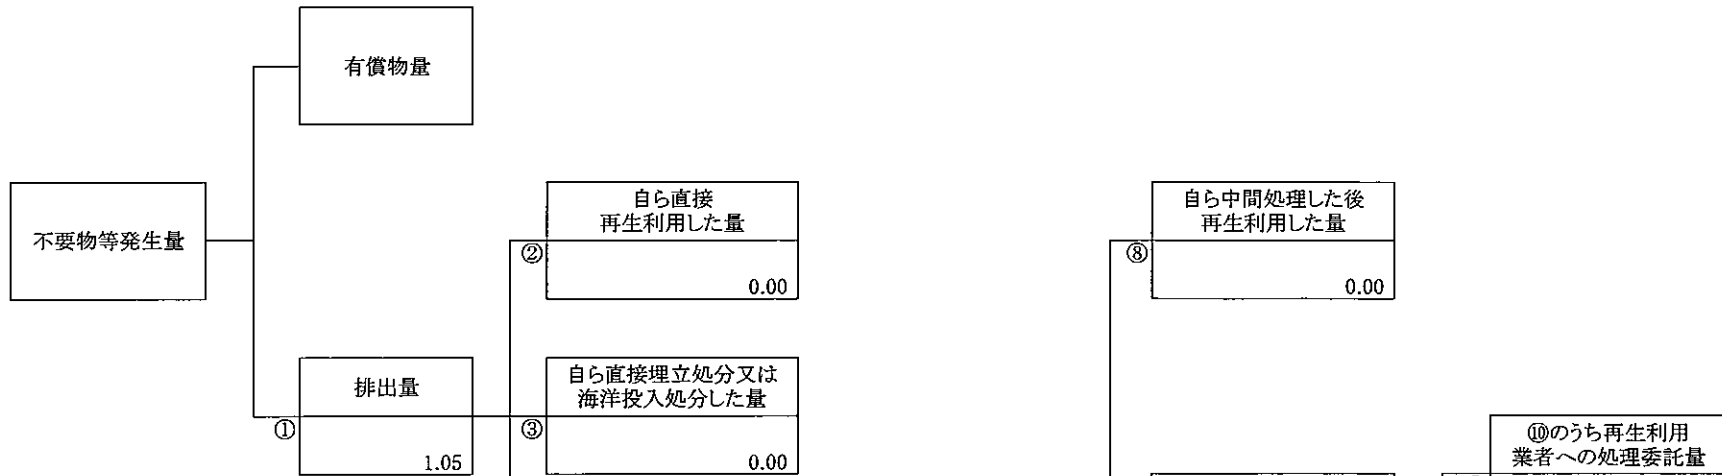 有償物量
不要物等発生量
自ら直接
再生利用した量
②
0.00
自ら中間処理した後
再生利用した量
⑧
0.00
排出量
①
1.05
自ら直接埋立処分又は
海洋投入処分した量
③
0.00
⑩のうち再生利用
業者への処理委託量